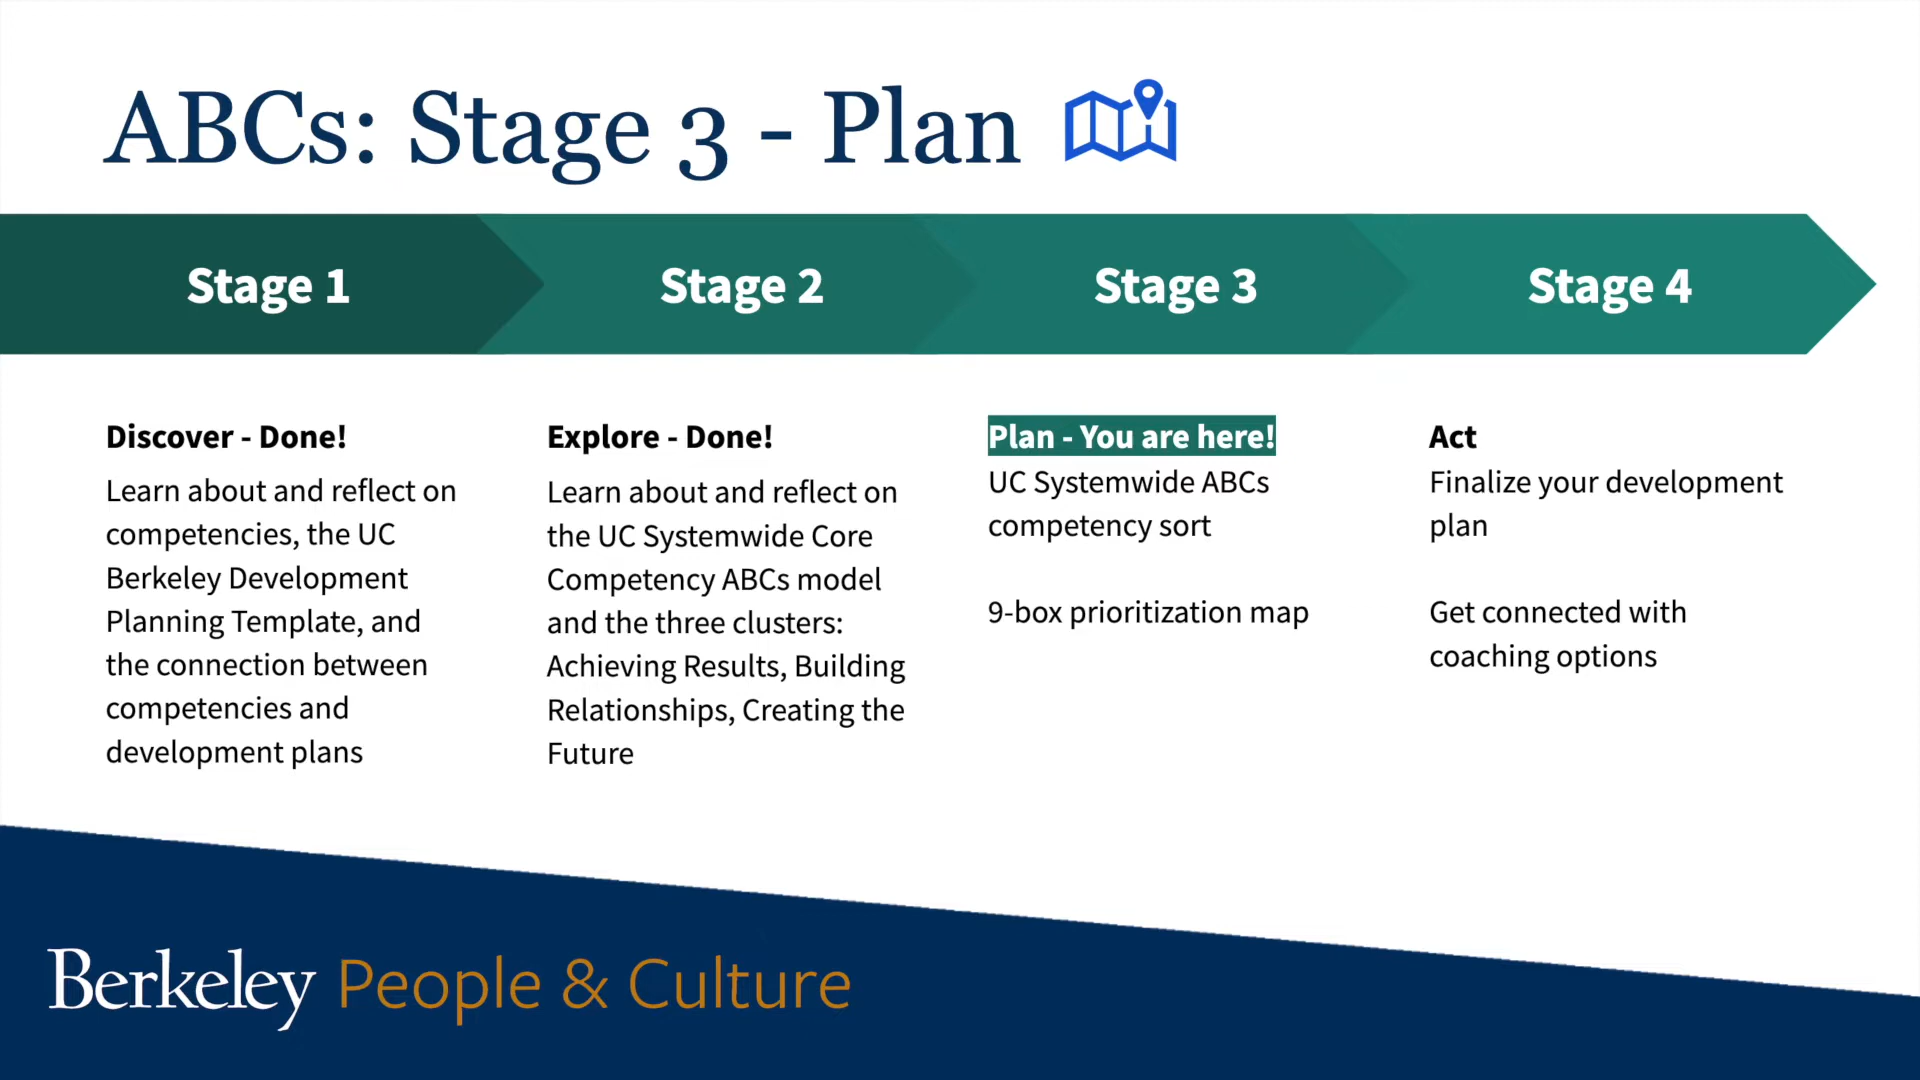 ABCs: Stage 3 - Plan
Stage 1
Stage 2
Stage 3
Stage 4
Discover - Done!
Learn about and reflect on
competencies, the UC
Berkeley Development
Planning Template, and
the connection between
competencies and
development plans
Explore - Done!
Learn about and reflect on
the UC Systemwide Core
Competency ABCs model
and the three clusters:
Achieving Results, Building
Relationships, Creating the
Future
Plan - You are here!
UC Systemwide ABCs
competency sort
9-box prioritization map
Act
Finalize your development
plan
Get connected with
coaching options
Berkeley People & Culture